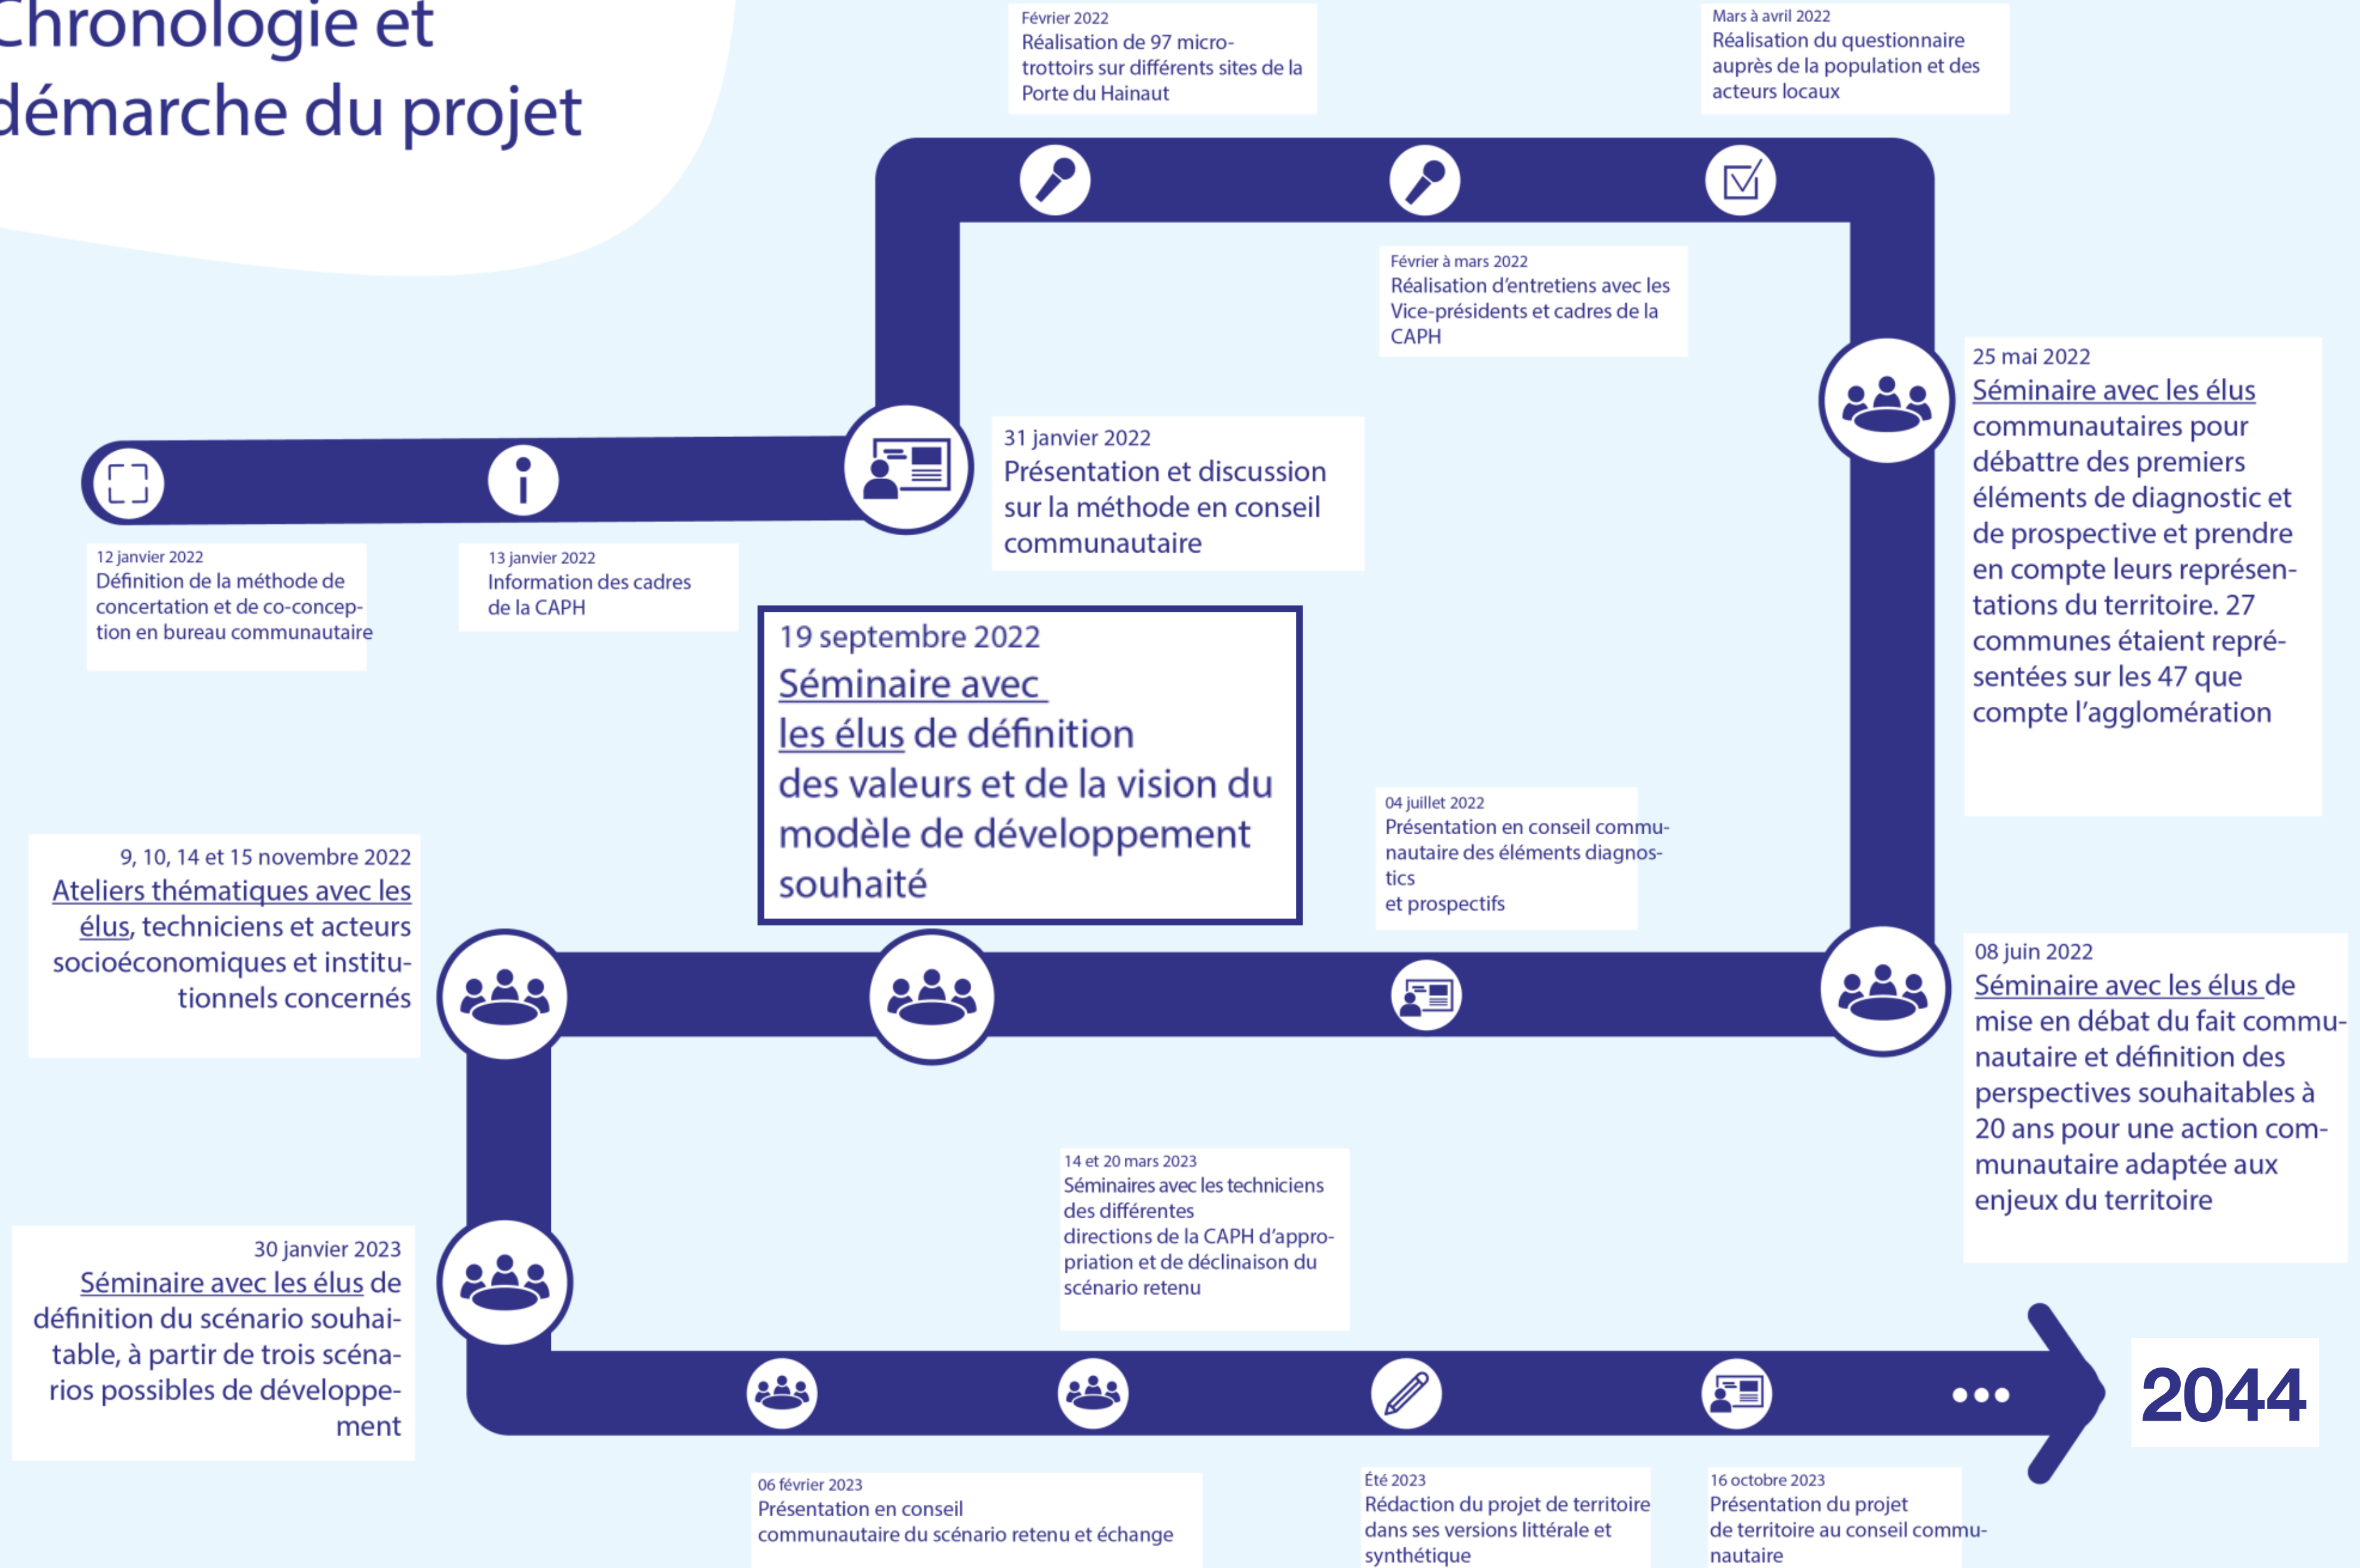 Chronologie et
démarche du projet
12 janvier 2022
Définition de la méthode de
concertation et de co-concep-
tion en bureau communautaire
13 janvier 2022
Information des cadres
de la CAPH
31 janvier 2022
Présentation et discussion
sur la méthode en conseil
communautaire
Février 2022
Réalisation de 97 micro-
trottoirs sur différents sites de la
Porte du Hainaut
Février à mars 2022
Réalisation d'entretiens avec les
Vice-présidents et cadres de la
CAPH
Mars à avril 2022
Réalisation du questionnaire
auprès de la population et des
acteurs locaux
25 mai 2022
Séminaire avec les élus
communautaires pour
débattre des premiers
éléments de diagnostic et
de prospective et prendre
en compte leurs représen-
tations du territoire. 27
communes étaient repré-
sentées sur les 47 que
compte l'agglomération
08 juin 2022
Séminaire avec les élus de
mise en débat du fait commu-
nautaire et définition des
perspectives souhaitables à
20 ans pour une action com-
munautaire adaptée aux
enjeux du territoire
04 juillet 2022
Présentation en conseil commu-
nautaire des éléments diagnos-
tics
et prospectifs
19 septembre 2022
Séminaire avec
les élus de définition
des valeurs et de la vision du
modèle de développement
souhaité
9, 10, 14 et 15 novembre 2022
Ateliers thématiques avec les
élus, techniciens et acteurs
socioéconomiques et institu-
tionnels concernés
30 janvier 2023
Séminaire avec les élus de
définition du scénario souhai-
table, à partir de trois scéna-
rios possibles de développe-
ment
06 février 2023
Présentation en conseil
communautaire du scénario retenu et échange
14 et 20 mars 2023
Séminaires avec les techniciens
des différentes
directions de la CAPH d'appro-
priation et de déclinaison du
scénario retenu
Été 2023
Rédaction du projet de territoire
dans ses versions littérale et
synthétique
16 octobre 2023
Présentation du projet
de territoire au conseil commu-
nautaire
2044